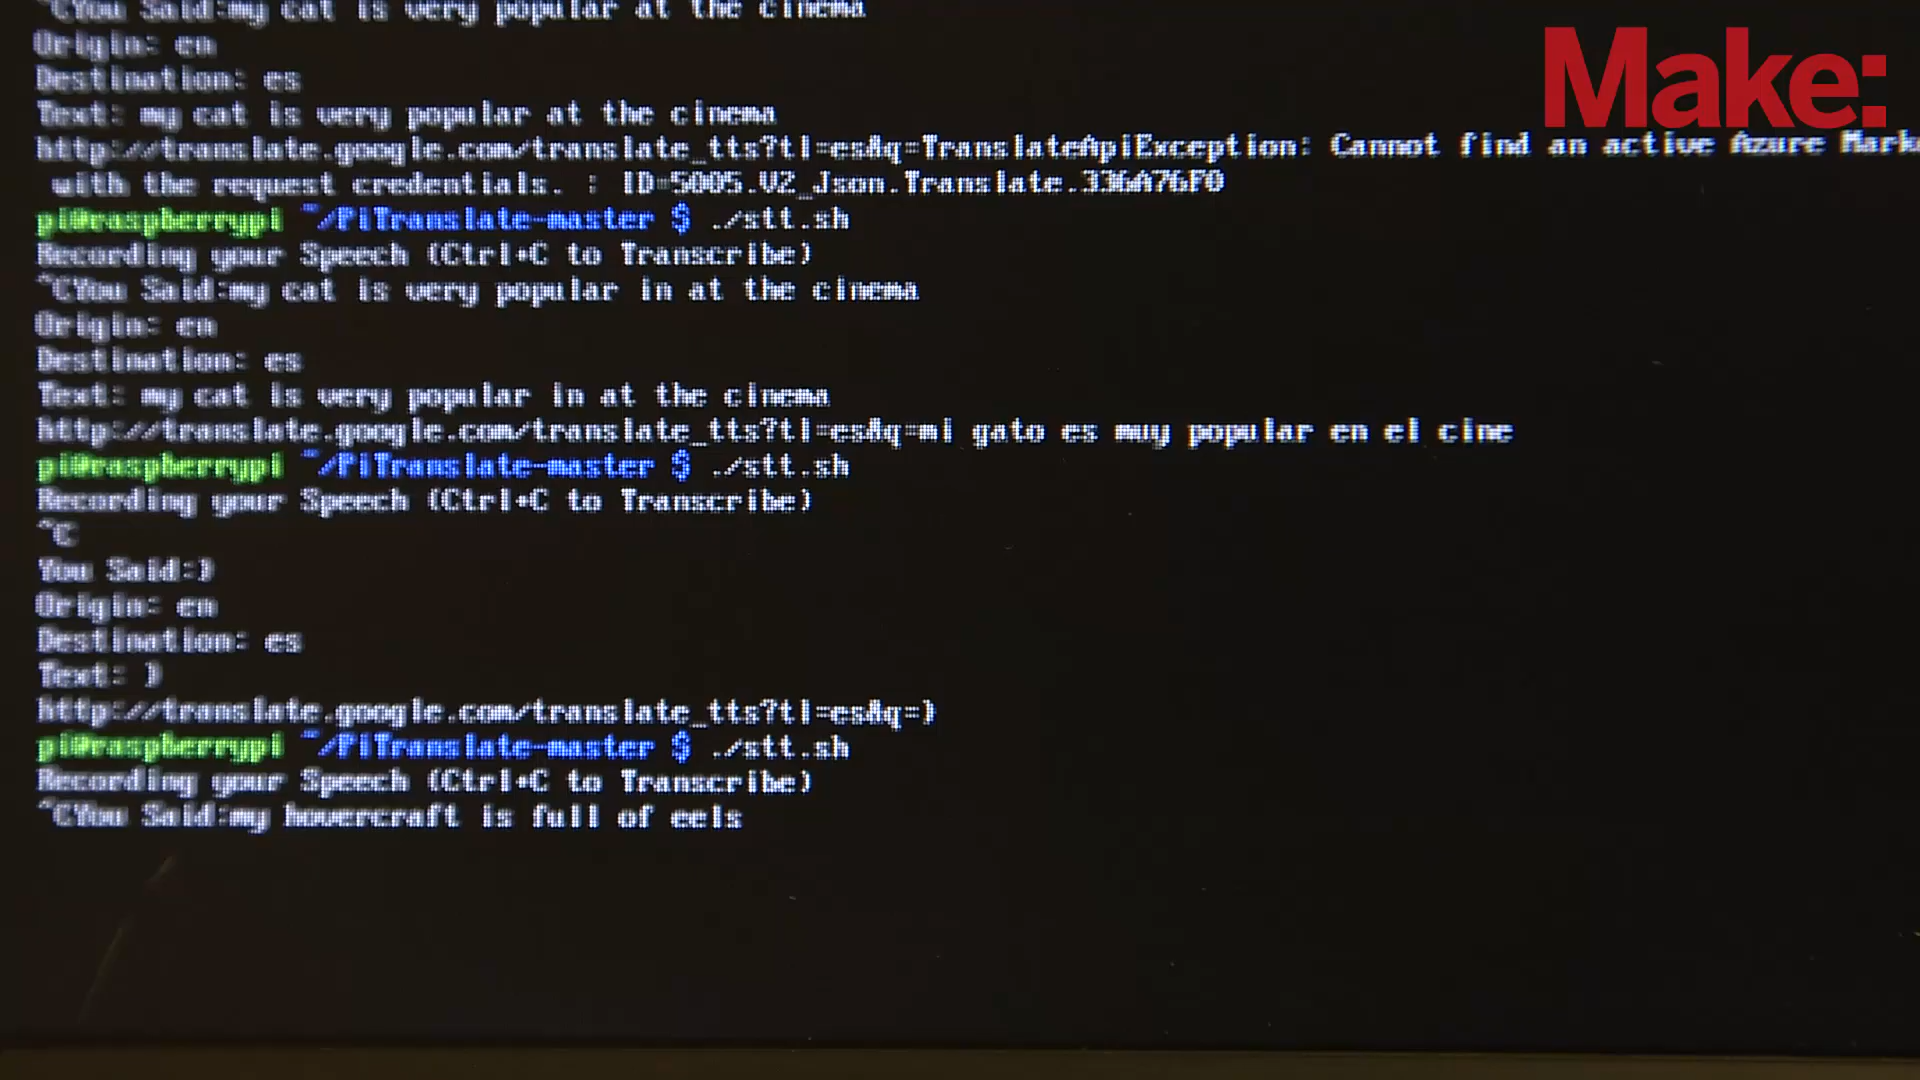 ^CYou Said:my cat is very popular at the cinema
Make:
Origin: en
Destination: es
Text: my cat is very popular at the cinema
http://translate.google.com/translate_tts?tl=es&q=TranslateApiException: Cannot find an active Azure Mark
with the request credentials. : ID=5005.V2_Json.Translate.336A76F0
pi@raspberrypi ~/PiTranslate-master $ ./stt.sh
Recording your Speech (Ctrl+C to Transcribe)
^CYou Said:my cat is very popular in at the cinema
Origin: en
Destination: es
Text: my cat is very popular in at the cinema
http://translate.google.com/translate_tts?tl=es&q=mi gato es muy popular en el cine
pi@raspberrypi ~/PiTranslate-master $ ./stt.sh
Recording your Speech (Ctrl+C to Transcribe)
^C
You Said:)
Origin: en
Destination: es
Text: )
http://translate.google.com/translate_tts?tl=es&q=)
pi@raspberrypi ~/PiTranslate-master $ ./stt.sh
Recording your Speech (Ctrl+C to Transcribe)
^CYou Said:my hovercraft is full of eels